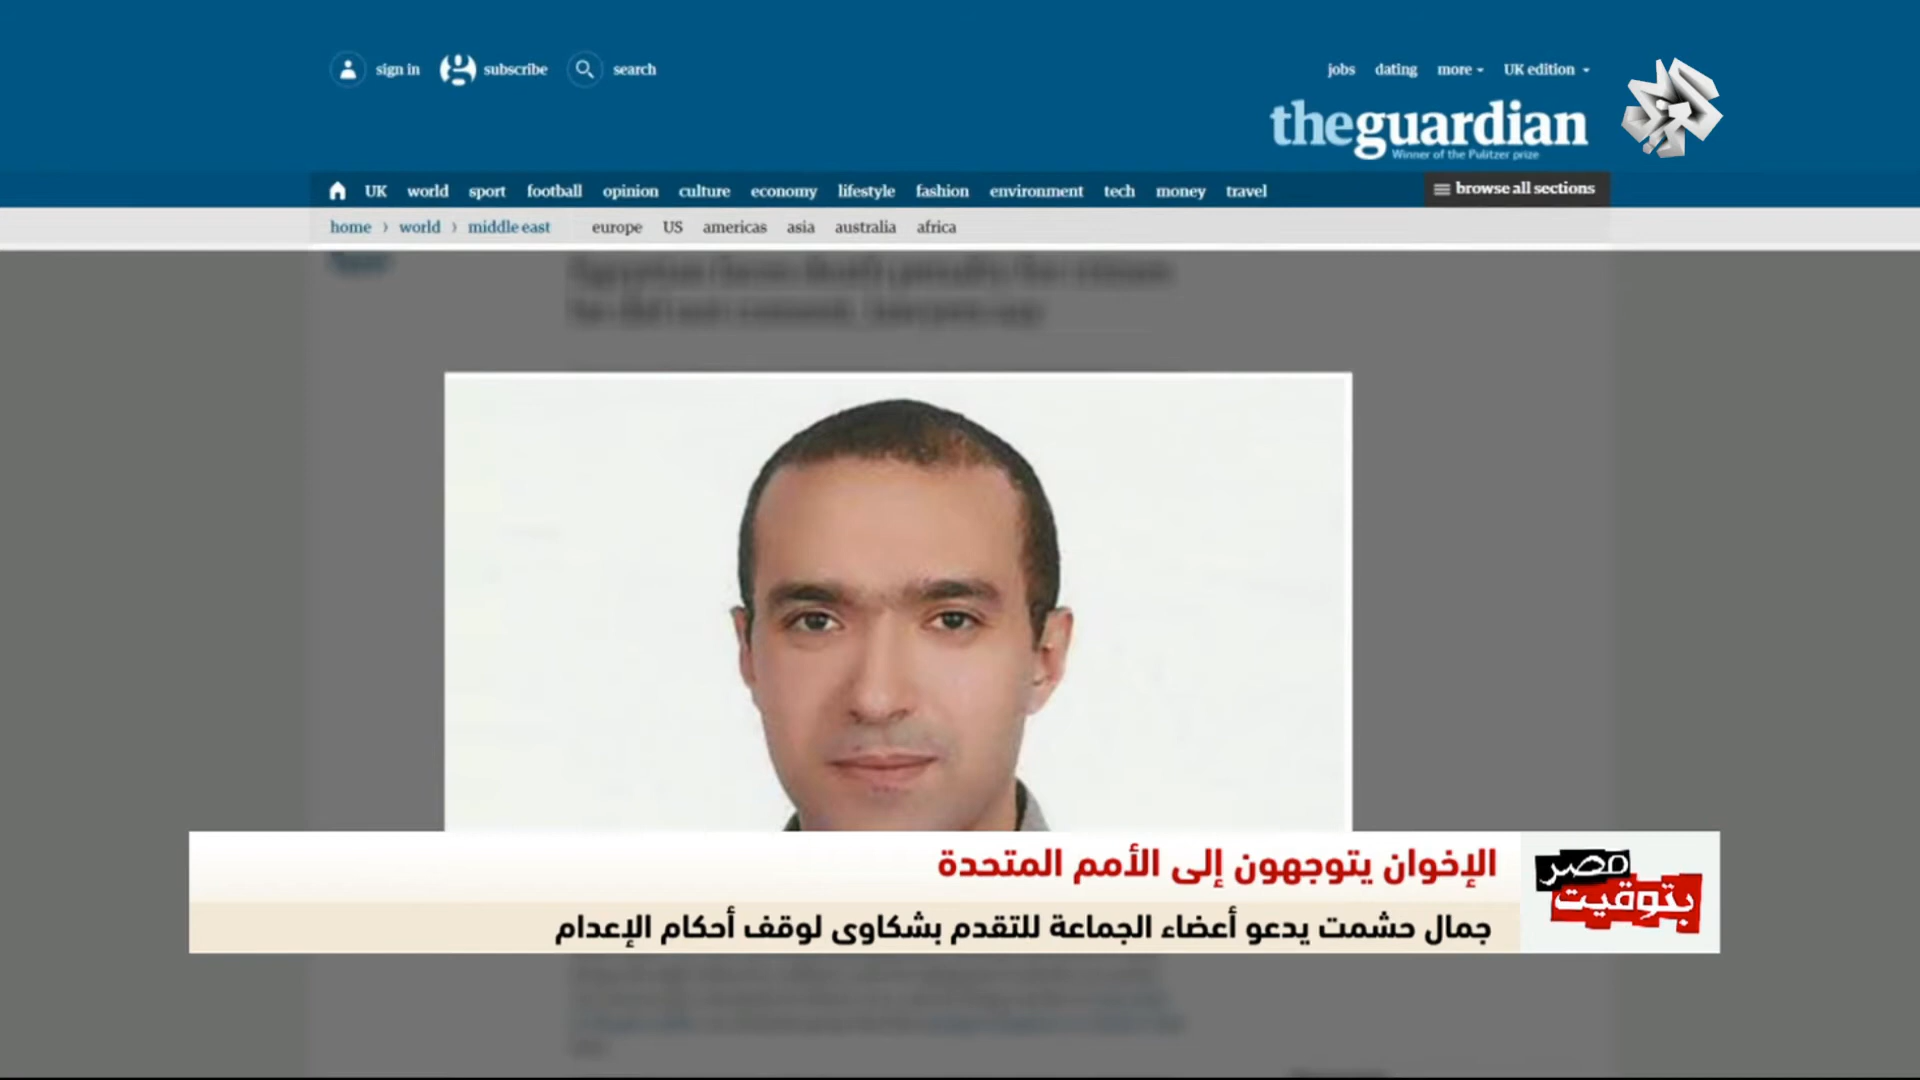 sign in subscribe search
jobs dating more UK edition
theguardian
Winner of the Pulitzer prize
UK world sport football opinion culture economy lifestyle fashion environment tech money travel
browse all sections
home › world › middle east europe US americas asia australia africa
الإخوان يتوجهون إلى الأمم المتحدة
جمال حشمت يدعو أعضاء الجماعة للتقدم بشكاوى لوقف أحكام الإعدام
مصر
بتوقيت